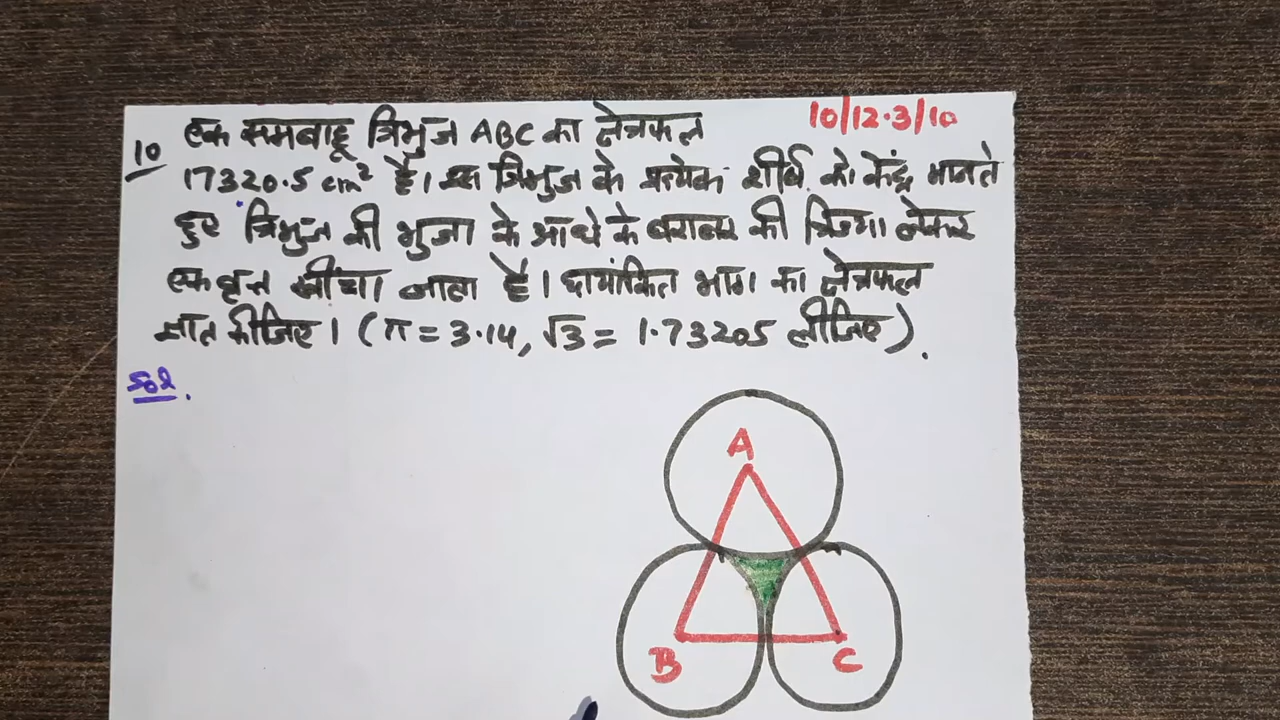 10/12.3/10
10 एक समबाहू त्रिभुज ABC का क्षेत्रफल
17320.5 cm² है। इस त्रिभुज के प्रत्येक शीर्ष को केंद्र मानते
हुए त्रिभुज की भुजा के आधे के बराबर की त्रिज्या लेकर
एक वृत्त खींचा जाता है। छायांकित भाग का क्षेत्रफल
ज्ञात कीजिए। (π = 3.14, √3 = 1.73205 लीजिए).
Sol.
A
B C